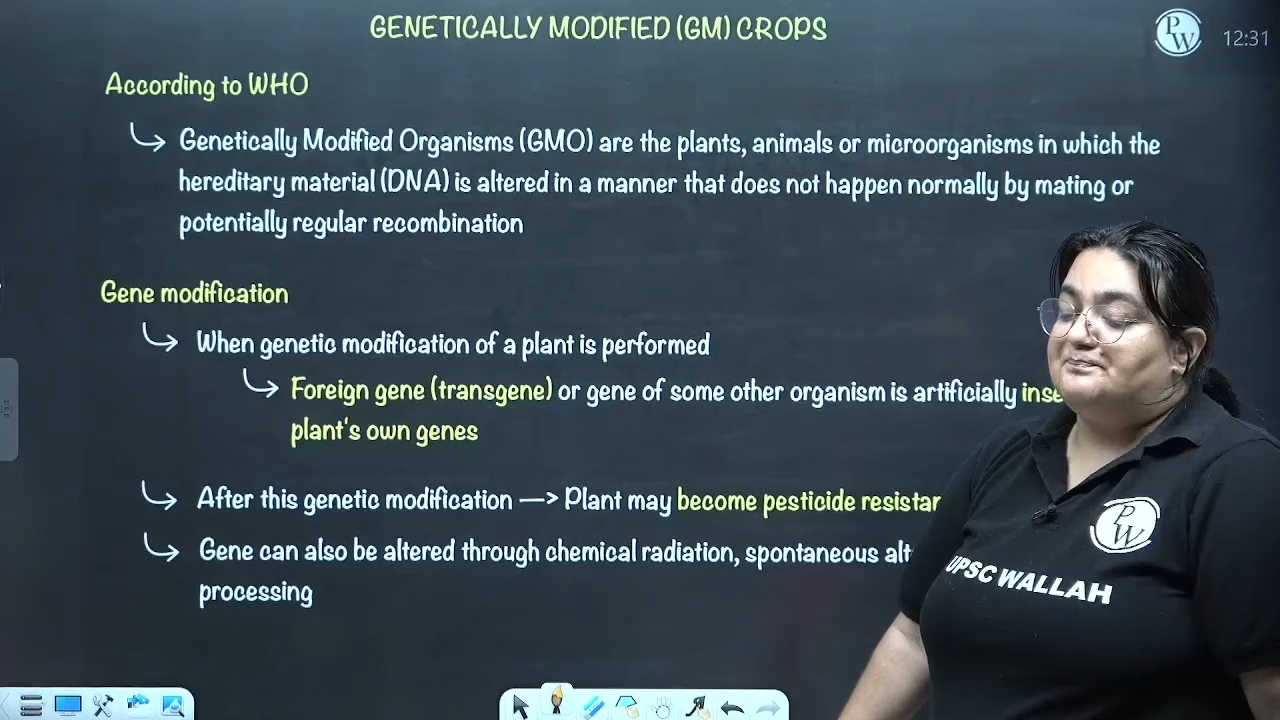 GENETICALLY MODIFIED (GM) CROPS
PW
12:31
According to WHO
Genetically Modified Organisms (GMO) are the plants, animals or microorganisms in which the
hereditary material (DNA) is altered in a manner that does not happen normally by mating or
potentially regular recombination
Gene modification
When genetic modification of a plant is performed
Foreign gene (transgene) or gene of some other organism is artificially
plant's own genes
After this genetic modification —> Plant may become pesticide
Gene can also be altered through chemical radiation, spontaneous
processing
PW
UPSC WALLAH